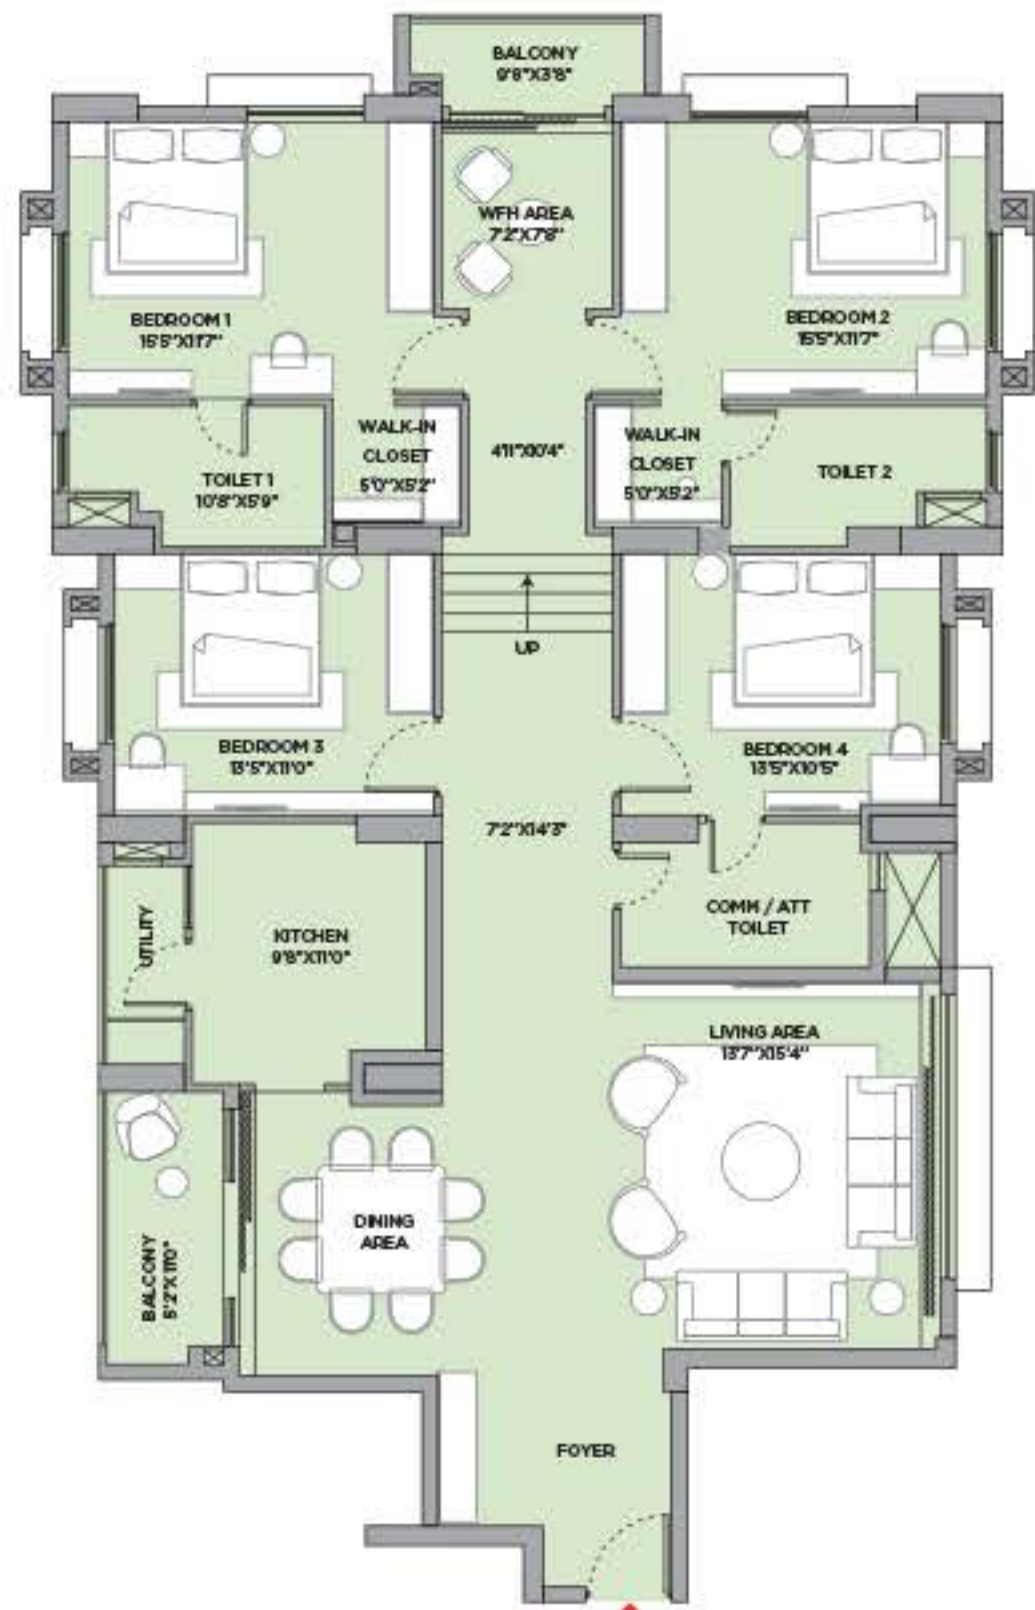 BALCONY
9'8"X3'8"
WFH AREA
7'2"X7'8"
BEDROOM 1
15'5"X11'7"
BEDROOM 2
15'5"X11'7"
WALK-IN
CLOSET
5'0"X5'2"
4'11"X10'4"
WALK-IN
CLOSET
5'0"X5'2"
TOILET 1
10'8"X5'9"
TOILET 2
UP
BEDROOM 3
13'5"X11'0"
BEDROOM 4
13'5"X10'5"
7'2"X14'3"
UTILITY
KITCHEN
9'8"X11'0"
COMM / ATT
TOILET
LIVING AREA
13'7"X15'4"
BALCONY
5'2"X11'0"
DINING
AREA
FOYER